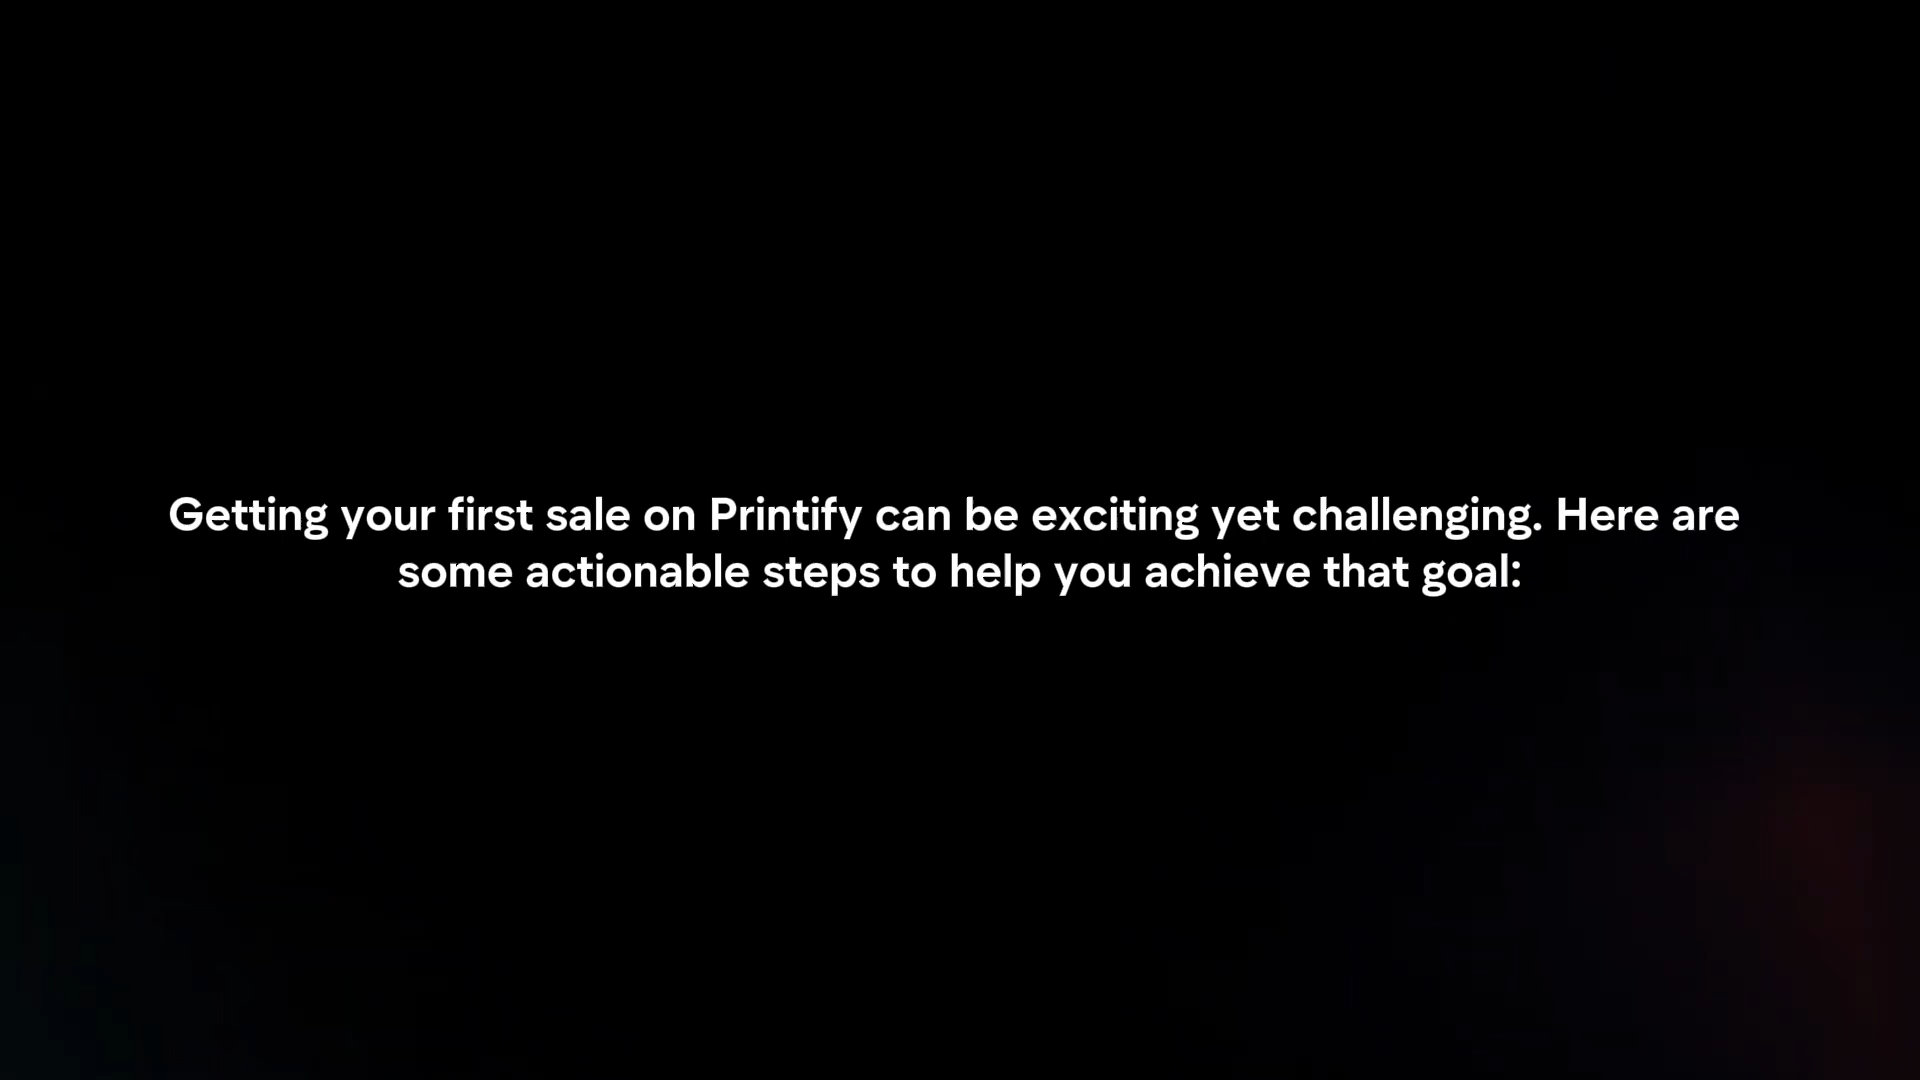 Getting your first sale on Printify can be exciting yet challenging. Here are
some actionable steps to help you achieve that goal: